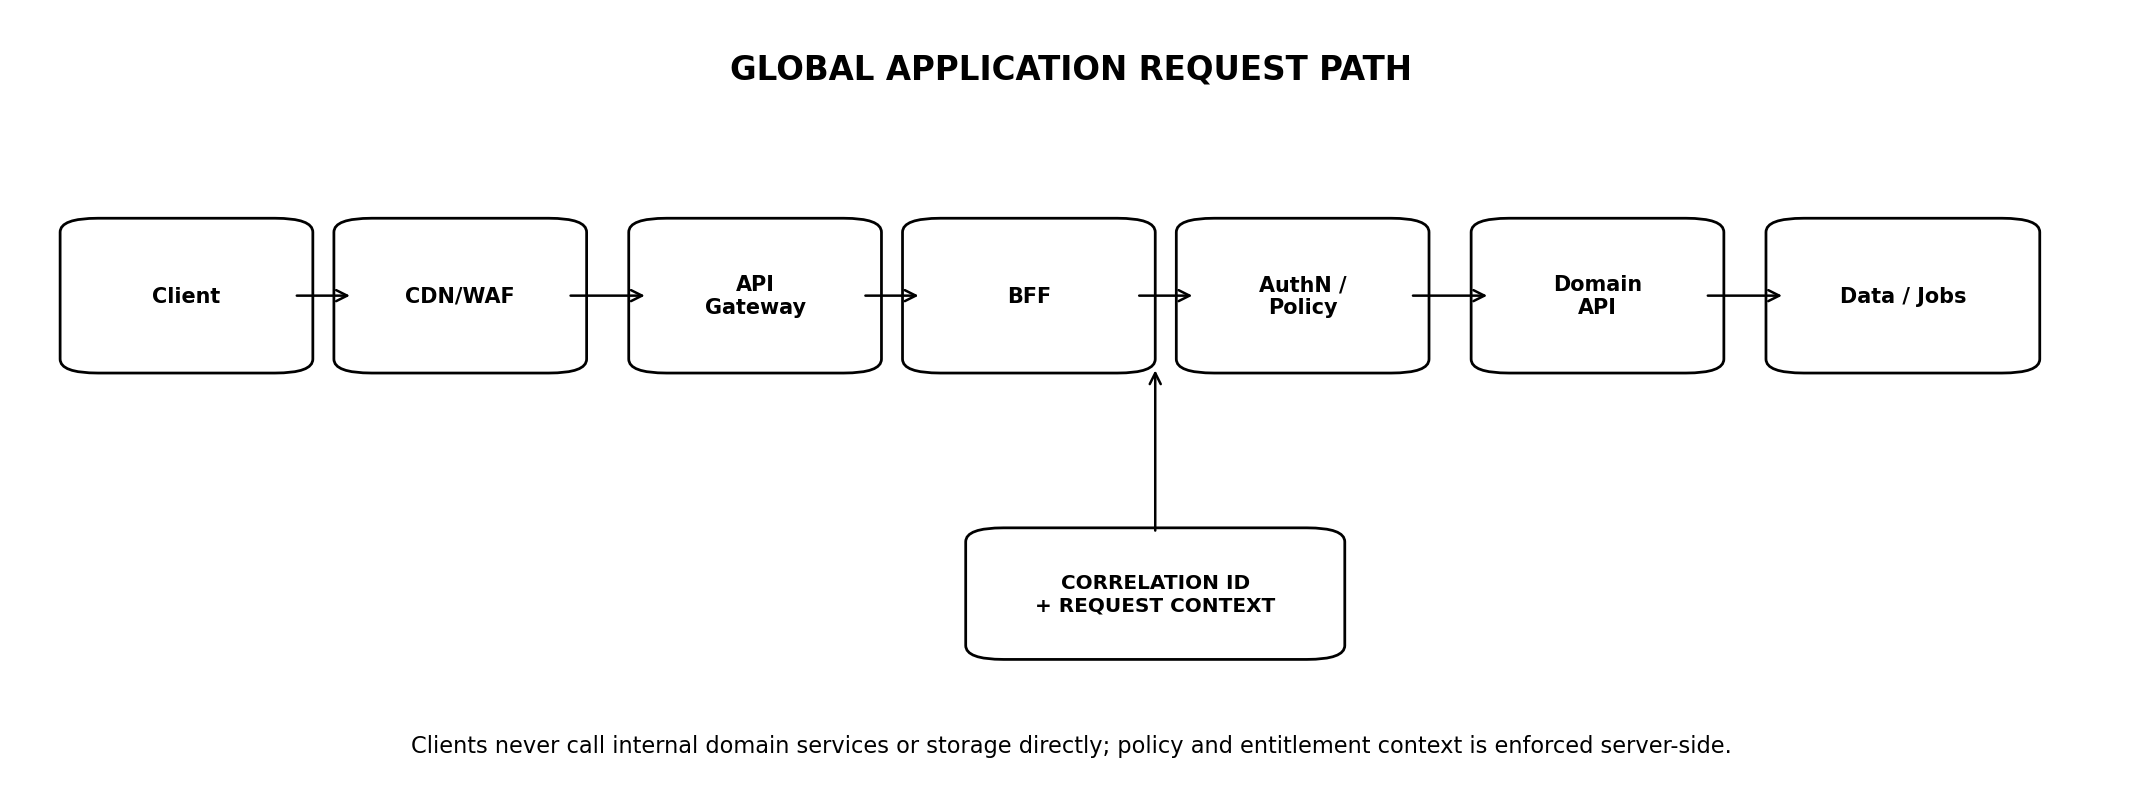 GLOBAL APPLICATION REQUEST PATH
Client
CDN/WAF
API
Gateway
BFF
AuthN /
Policy
Domain
API
Data / Jobs
CORRELATION ID
+ REQUEST CONTEXT
Clients never call internal domain services or storage directly; policy and entitlement context is enforced server-side.